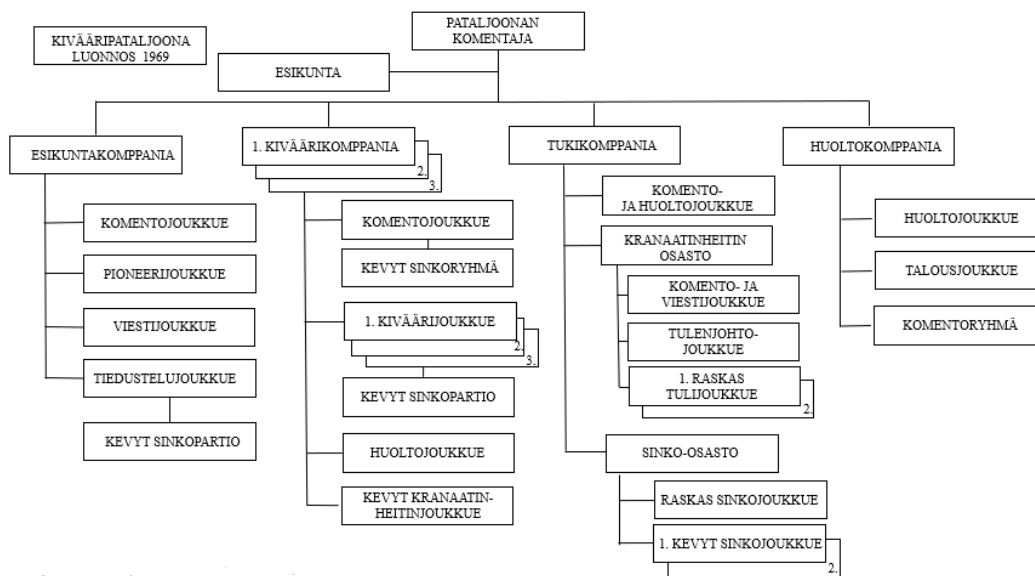 PATALJOONAN
KOMENTAJA
KIVÄÄRIPATALJOONA
LUONNOS 1969
ESIKUNTA
ESIKUNTAKOMPPANIA
KOMENTOJOUKKUE
PIONEERIJOUKKUE
VIESTIJOUKKUE
TIEDUSTELUJOUKKUE
KEVYT SINKOPARTIO
1. KIVÄÄRIKOMPPANIA
2.
3.
KOMENTOJOUKKUE
KEVYT SINKORYHMÄ
1. KIVÄÄRIJOUKKUE
2.
3.
KEVYT SINKOPARTIO
HUOLTOJOUKKUE
KEVYT KRANAATIN-
HEITINJOUKKUE
TUKIKOMPPANIA
KOMENTO-
JA HUOLTOJOUKKUE
KRANAATINHEITIN
OSASTO
KOMENTO- JA
VIESTIJOUKKUE
TULENJOHTO-
JOUKKUE
1. RASKAS
TULIJOUKKUE
2.
SINKO-OSASTO
RASKAS SINKOJOUKKUE
1. KEVYT SINKOJOUKKUE
2.
HUOLTOKOMPPANIA
HUOLTOJOUKKUE
TALOUSJOUKKUE
KOMENTORYHMÄ